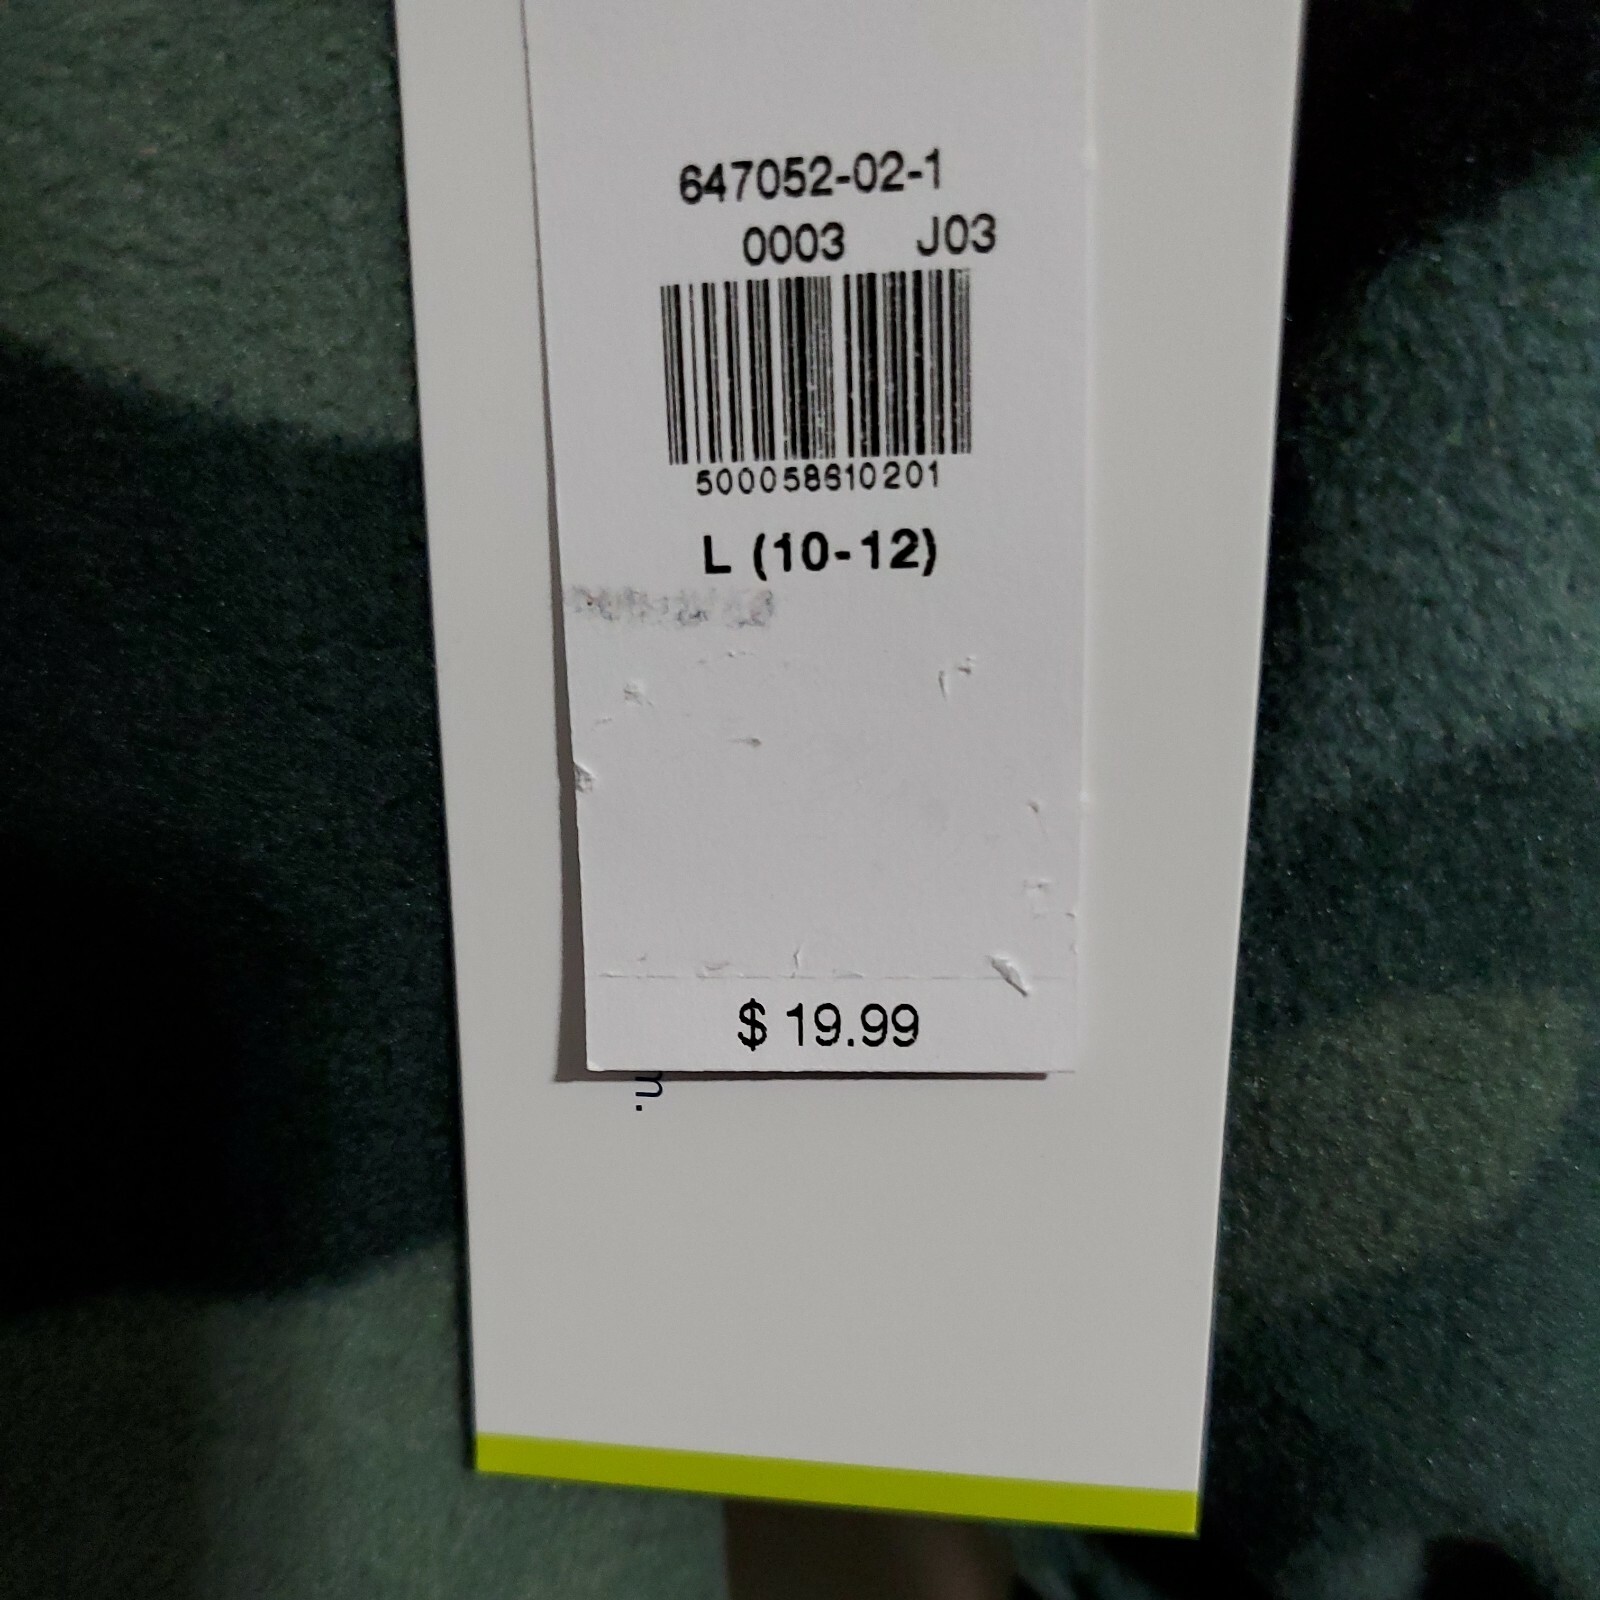 647052-02-1
0003 J03
500058610201
L (10-12)
$ 19.99
m.